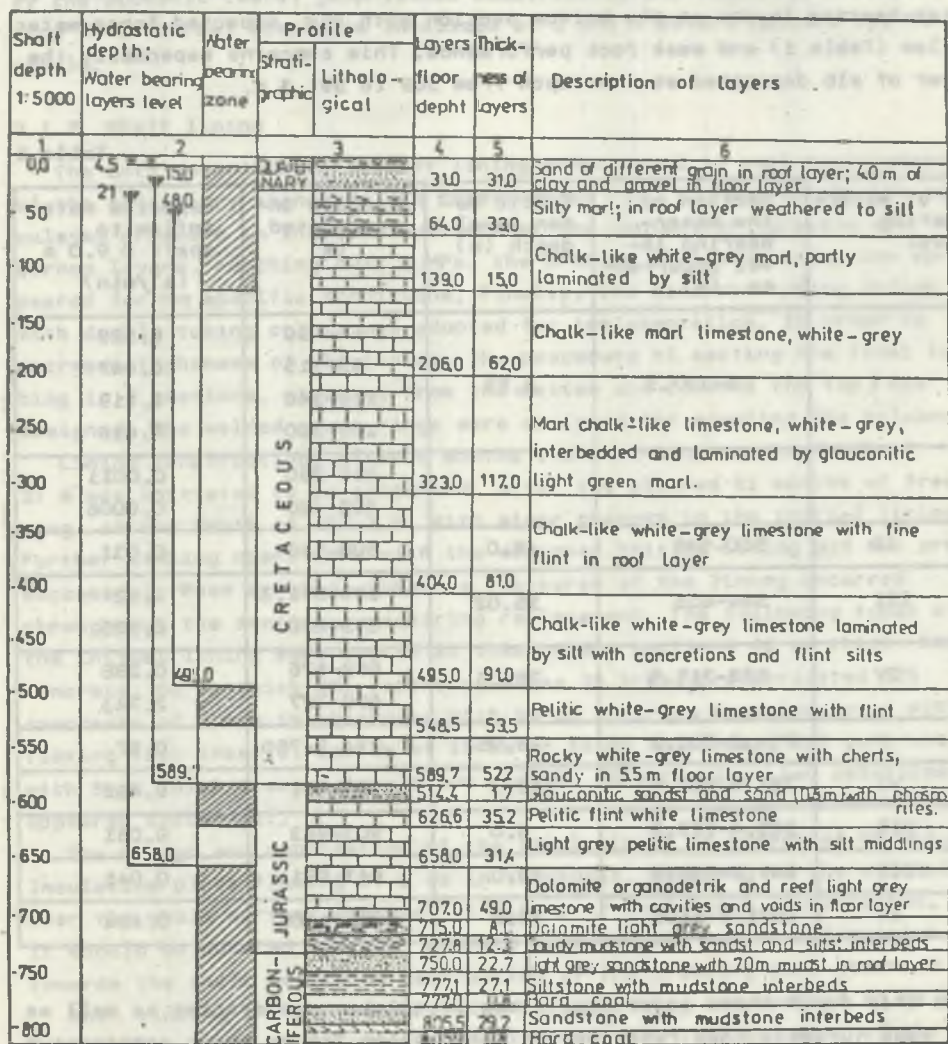 Shaft depth 1:5000
Hydrostatic depth: Water bearing layers level
Water bearing zone
Profile
Strati- graphic
Litholo- gical
Layers floor depht
Thick- ness of layers
Description of layers
1 2 3 4 5 6
0,0 4.5 15.0 QUATER NARY 31.0 31.0 Sand of different grain in roof layer; 4.0 m of clay and gravel in floor layer
21 48.0
-50 64.0 33.0 Silty marl; in roof layer weathered to silt
-100 139.0 15.0 Chalk-like white-grey marl, partly laminated by silt
-150
-200 206.0 62.0 Chalk-like marl limestone, white-grey
-250
-300 323.0 117.0 Marl chalk-like limestone, white-grey, interbedded and laminated by glauconitic light green marl.
CRETACEOUS
-350
-400 404.0 81.0 Chalk-like white-grey limestone with fine flint in roof layer
-450
495.0 91.0 Chalk-like white-grey limestone laminated by silt with concretions and flint silts
-500 548.5 53.5 Pelitic white-grey limestone with flint
-550
589.7 589.7 52.2 Rocky white-grey limestone with cherts, sandy in 5.5 m floor layer
514.4 1.7 Glauconitic sandst and sand (0.5m) with phospo rites.
-600 626.6 35.2 Pelitic flint white limestone
-650 658.0 658.0 31.4 Light grey pelitic limestone with silt middlings
JURASSIC
-700 707.0 49.0 Dolomite organodetrik and reef light grey limestone with cavities and voids in floor layer
715.0 Dolomite light grey sandstone
727.8 12.3 mudstone with sandst and siltst. interbeds
-750 750.0 22.7 Light grey sandstone with mudst in roof layer
CARBON- IFEROUS
777.1 27.1 Siltstone with mudstone interbeds
777.0 0.8 Hard coal
-800 806.5 29.7 Sandstone with mudstone interbeds
Hard coal